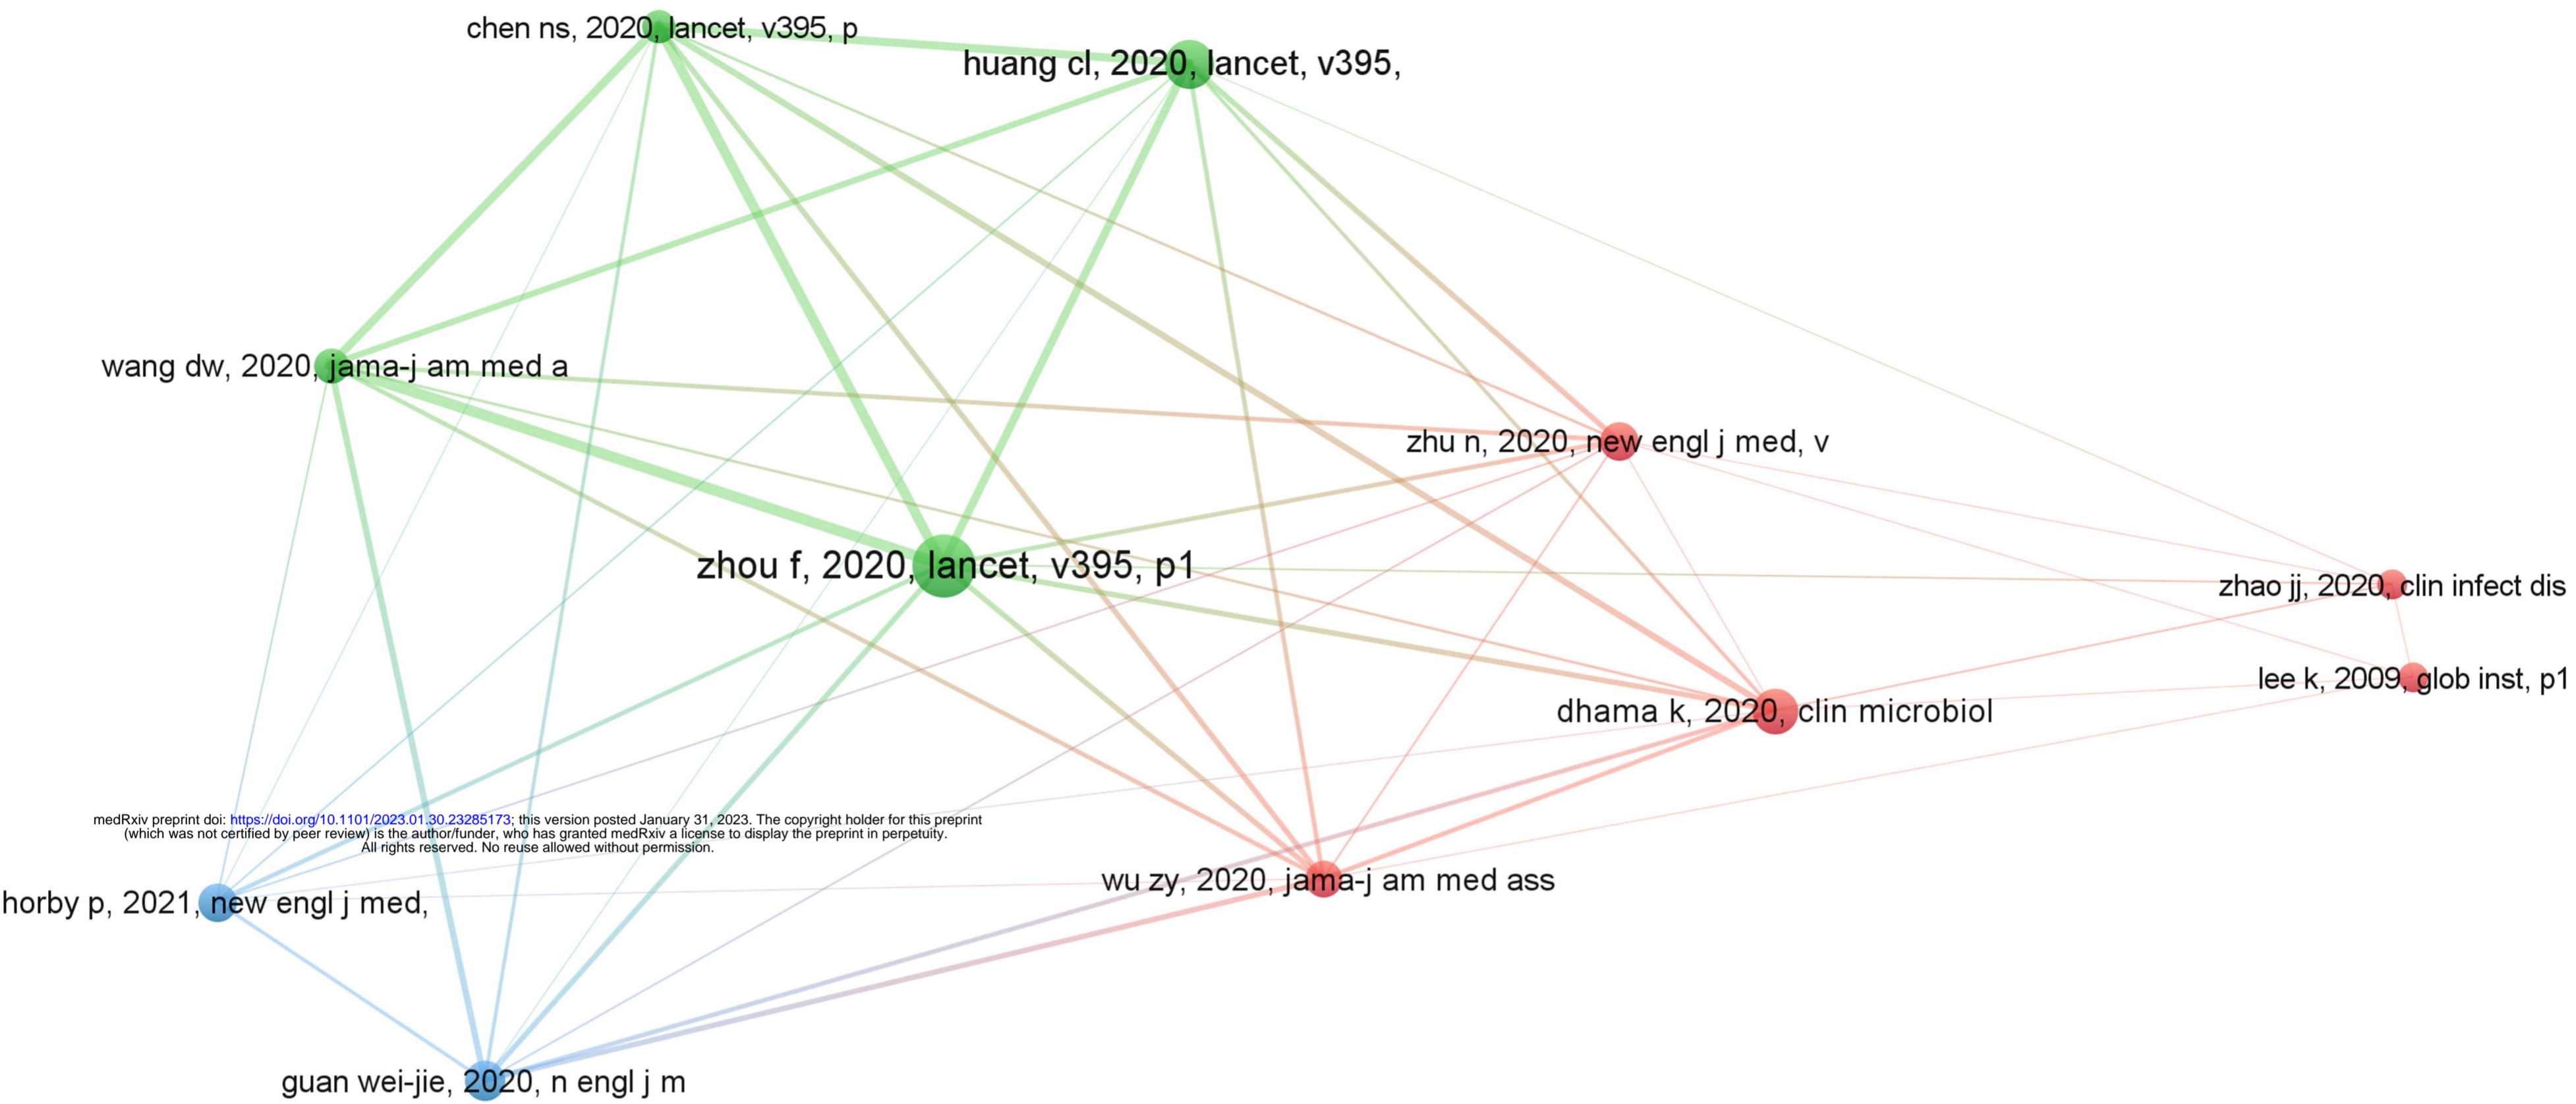 chen ns, 2020, lancet, v395, p
huang cl, 2020, lancet, v395,
wang dw, 2020, jama-j am med a
zhu n, 2020, new engl j med, v
zhou f, 2020, lancet, v395, p1
zhao jj, 2020, clin infect dis
lee k, 2009, glob inst, p1
dhama k, 2020, clin microbiol
medRxiv preprint doi: https://doi.org/10.1101/2023.01.30.23285173; this version posted January 31, 2023. The copyright holder for this preprint
(which was not certified by peer review) is the author/funder, who has granted medRxiv a license to display the preprint in perpetuity.
All rights reserved. No reuse allowed without permission.
wu zy, 2020, jama-j am med ass
horby p, 2021, new engl j med,
guan wei-jie, 2020, n engl j m